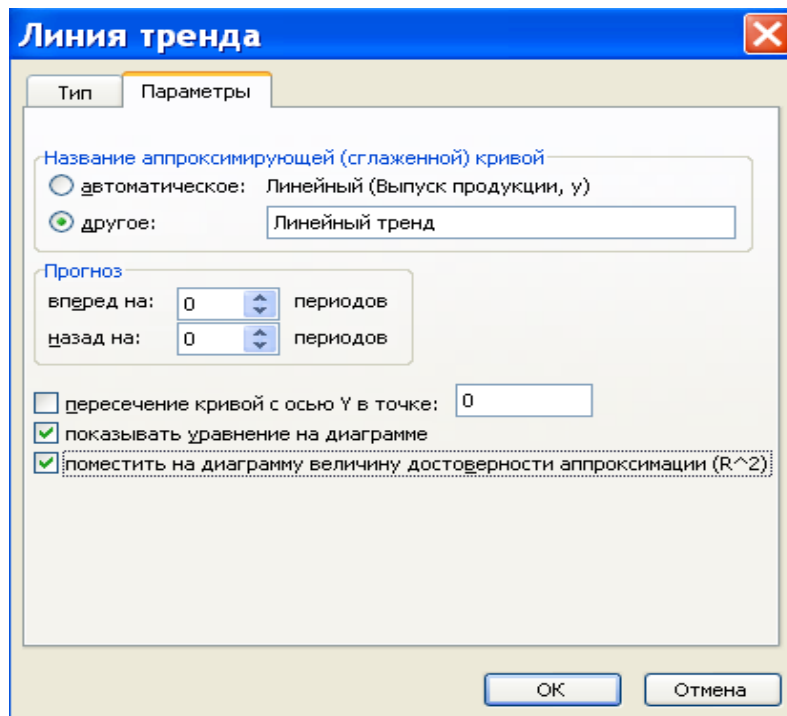 Линия тренда
Тип Параметры
Название аппроксимирующей (сглаженной) кривой
автоматическое: Линейный (Выпуск продукции, y)
другое: Линейный тренд
Прогноз
вперед на: 0 периодов
назад на: 0 периодов
пересечение кривой с осью Y в точке: 0
показывать уравнение на диаграмме
поместить на диаграмму величину достоверности аппроксимации (R^2)
ОК Отмена